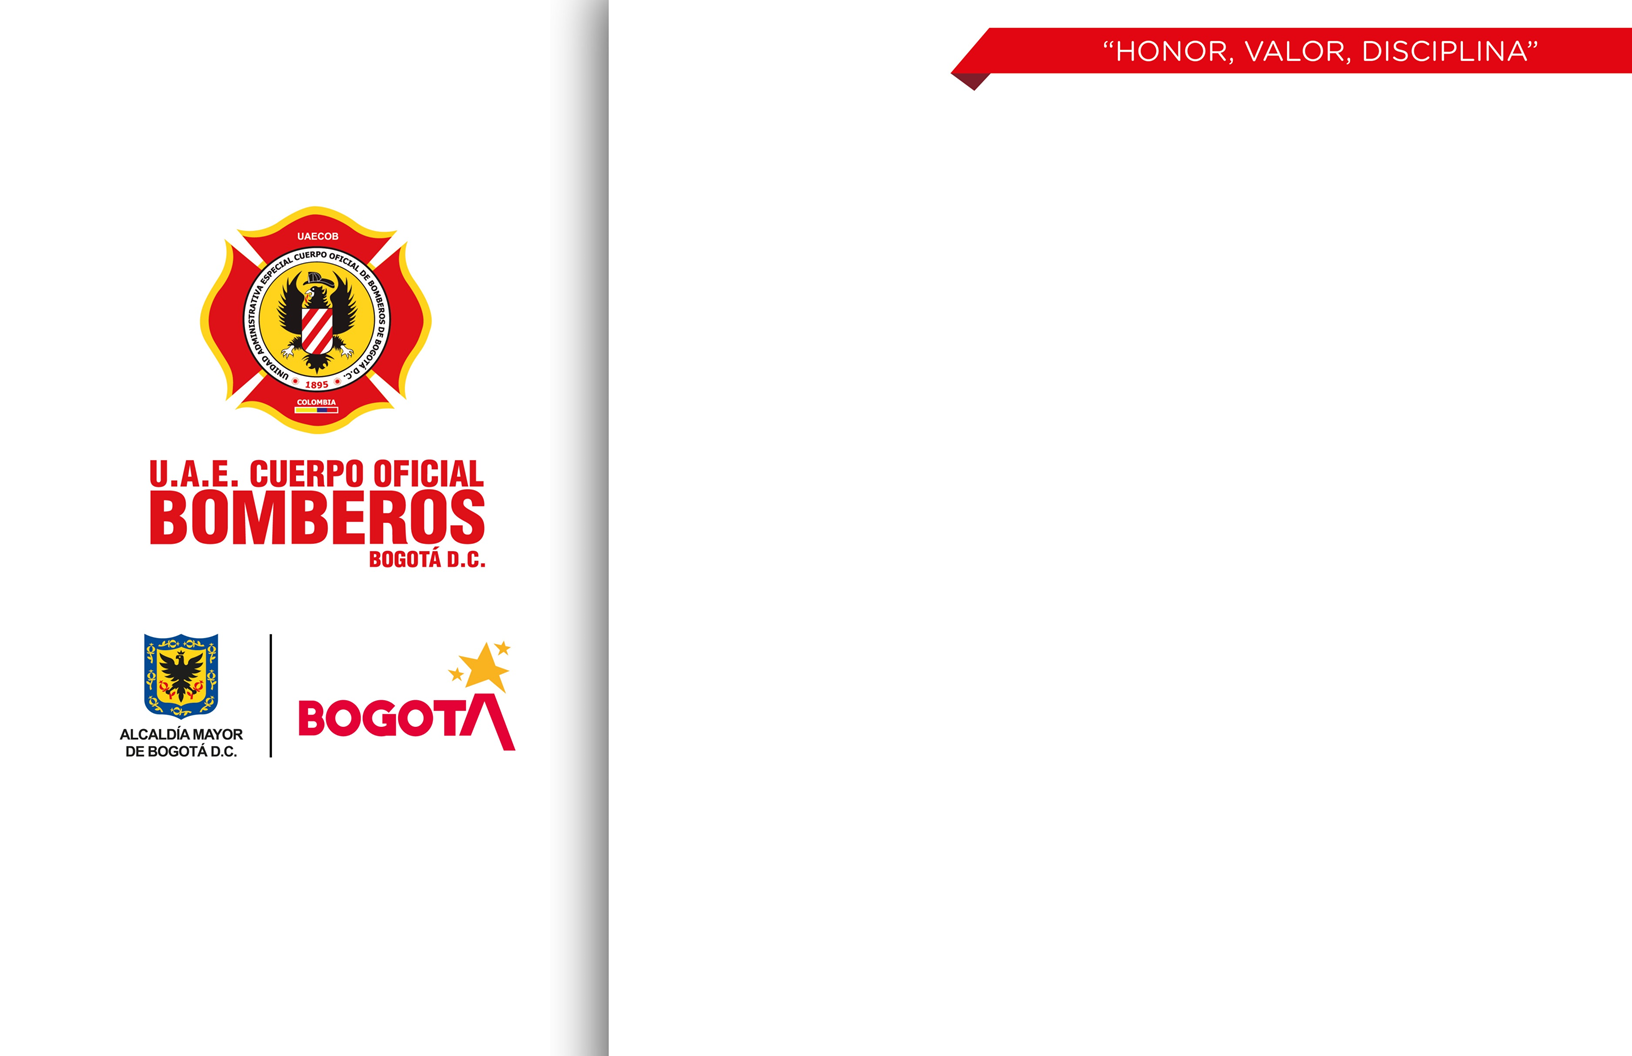 “HONOR, VALOR, DISCIPLINA”
UAECOB
UNIDAD ADMINISTRATIVA ESPECIAL CUERPO OFICIAL DE BOMBEROS DE BOGOTÁ D.C.
1895
COLOMBIA
U.A.E. CUERPO OFICIAL
BOMBEROS
BOGOTÁ D.C.
ALCALDÍA MAYOR
DE BOGOTÁ D.C.
BOGOTÁ